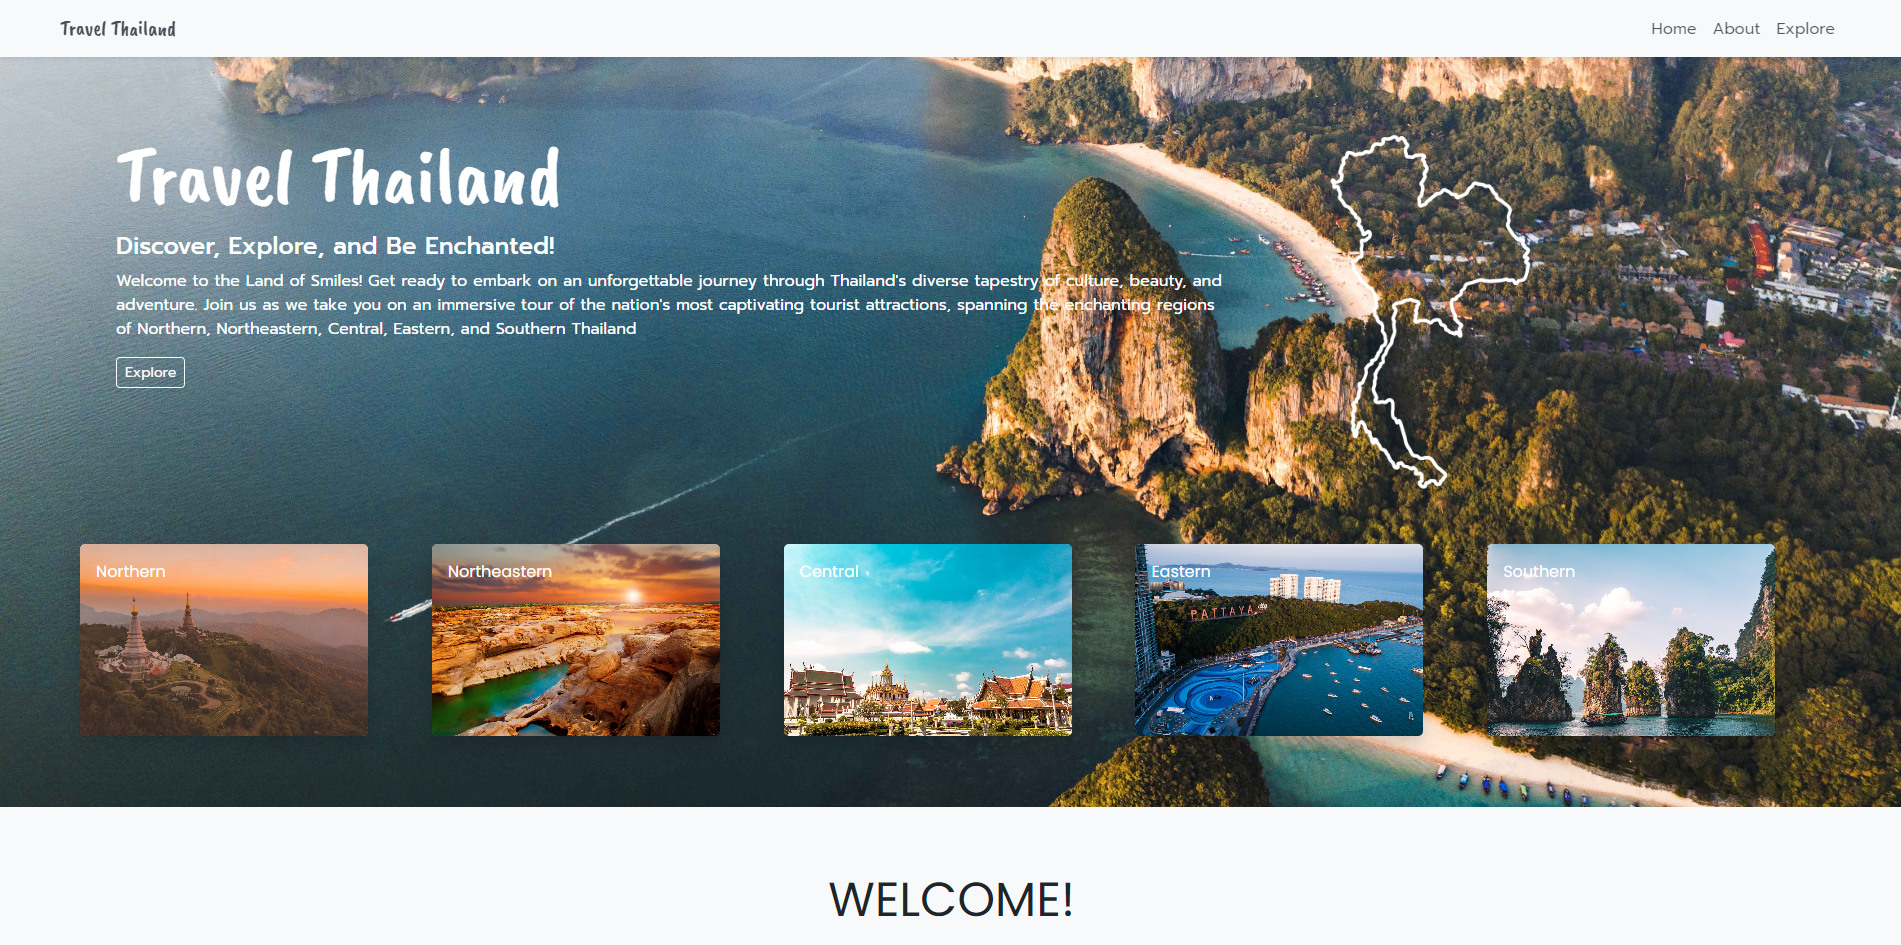 Travel Thailand
Home About Explore
Travel Thailand
Discover, Explore, and Be Enchanted!
Welcome to the Land of Smiles! Get ready to embark on an unforgettable journey through Thailand's diverse tapestry of culture, beauty, and
adventure. Join us as we take you on an immersive tour of the nation's most captivating tourist attractions, spanning the enchanting regions
of Northern, Northeastern, Central, Eastern, and Southern Thailand
Explore
Northern
Northeastern
Central
Eastern
Southern
PATTAYA
WELCOME!